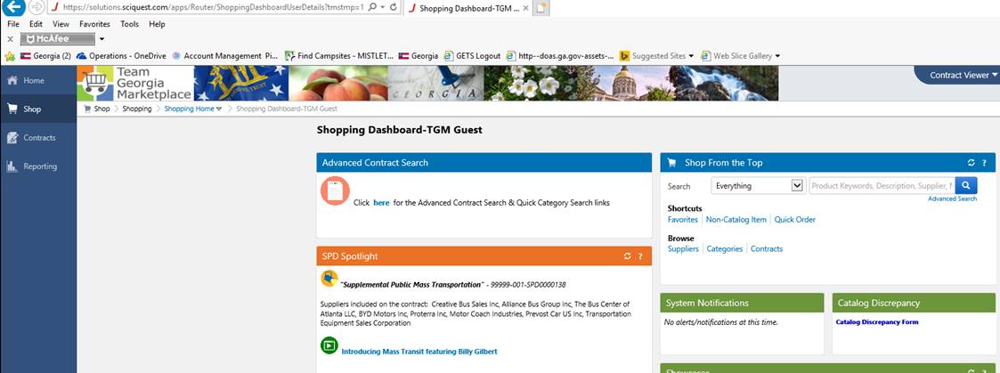 https://solutions.sciquest.com/apps/Router/ShoppingDashboardUserDetails?tmstmp=1
Shopping Dashboard-TGM ...
File Edit View Favorites Tools Help
x McAfee
Georgia (2) Operations - OneDrive Account Management Pi... Find Campsites - MISTLET... Georgia GETS Logout http--doas.ga.gov-assets-... Suggested Sites Web Slice Gallery
Home
Team
Georgia
Marketplace
GEORGIA
Contract Viewer
Shop
Shop Shopping Shopping Home Shopping Dashboard-TGM Guest
Contracts
Reporting
Shopping Dashboard-TGM Guest
Advanced Contract Search
Click here for the Advanced Contract Search & Quick Category Search links
SPD Spotlight ?
"Supplemental Public Mass Transportation" - 99999-001-SPD0000138
Suppliers included on the contract: Creative Bus Sales Inc, Alliance Bus Group Inc, The Bus Center of
Atlanta LLC, BYD Motors Inc, Proterra Inc, Motor Coach Industries, Prevost Car US Inc, Transportation
Equipment Sales Corporation
Introducing Mass Transit featuring Billy Gilbert
Shop From the Top ?
Search Everything Product Keywords, Description, Supplier,
Advanced Search
Shortcuts
Favorites Non-Catalog Item Quick Order
Browse
Suppliers Categories Contracts
System Notifications
No alerts/notifications at this time.
Catalog Discrepancy
Catalog Discrepancy Form
Showcases ?